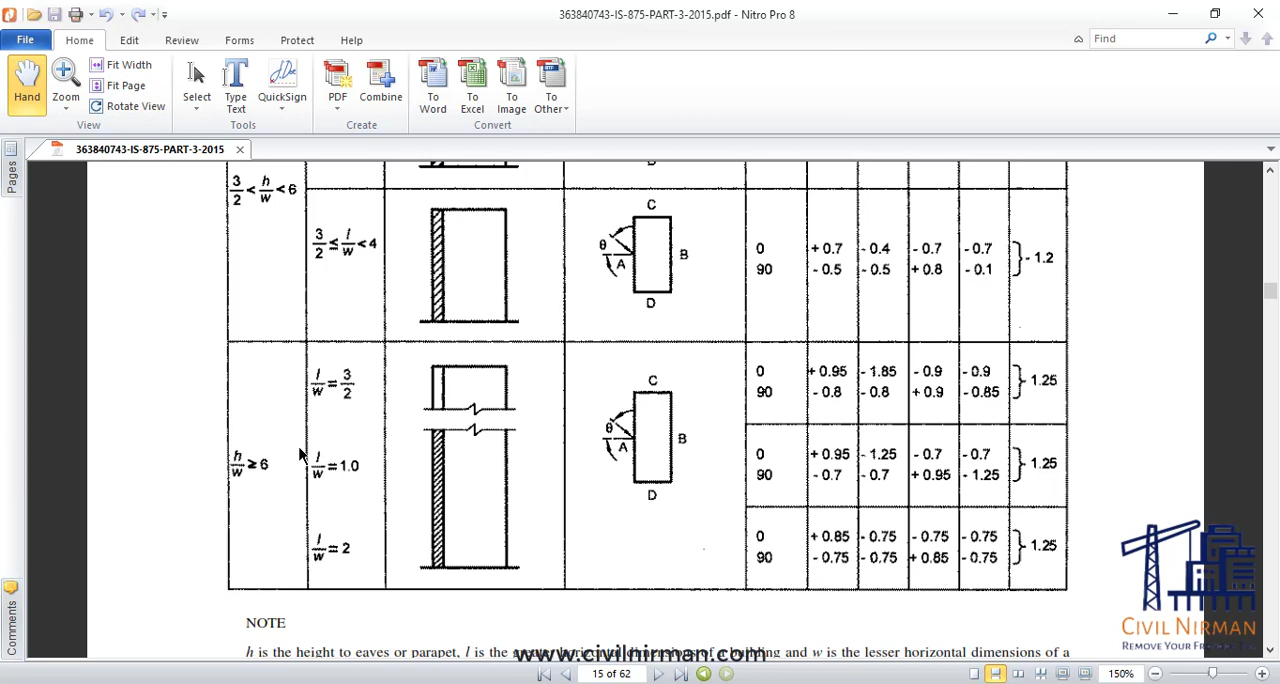 363840743-IS-875-PART-3-2015.pdf - Nitro Pro 8
File Home Edit Review Forms Protect Help
Find
Hand
Zoom
Fit Width
Fit Page
Rotate View
View
Select
Type Text
QuickSign
Tools
PDF
Combine
Create
To Word
To Excel
To Image
To Other
Convert
363840743-IS-875-PART-3-2015
Pages
Comments
3/2 < h/w < 6
3/2 ≤ l/w < 4
C
θ
A
B
D
0 + 0.7 - 0.4 - 0.7 - 0.7
90 - 0.5 - 0.5 + 0.8 - 0.1
} - 1.2
h/w ≥ 6
l/w = 3/2
C
θ
A
B
D
0 + 0.95 - 1.85 - 0.9 - 0.9
90 - 0.8 - 0.8 + 0.9 - 0.85
} 1.25
l/w = 1.0
0 + 0.95 - 1.25 - 0.7 - 0.7
90 - 0.7 - 0.7 + 0.95 - 1.25
} 1.25
l/w = 2
0 + 0.85 - 0.75 - 0.75 - 0.75
90 - 0.75 - 0.75 + 0.85 - 0.75
} 1.25
CIVIL NIRMAN
REMOVE YOUR FEAR
NOTE
h is the height to eaves or parapet, l is the greater horizontal dimensions of a building and w is the lesser horizontal dimensions of a
www.civilnirman.com
15 of 62
150%